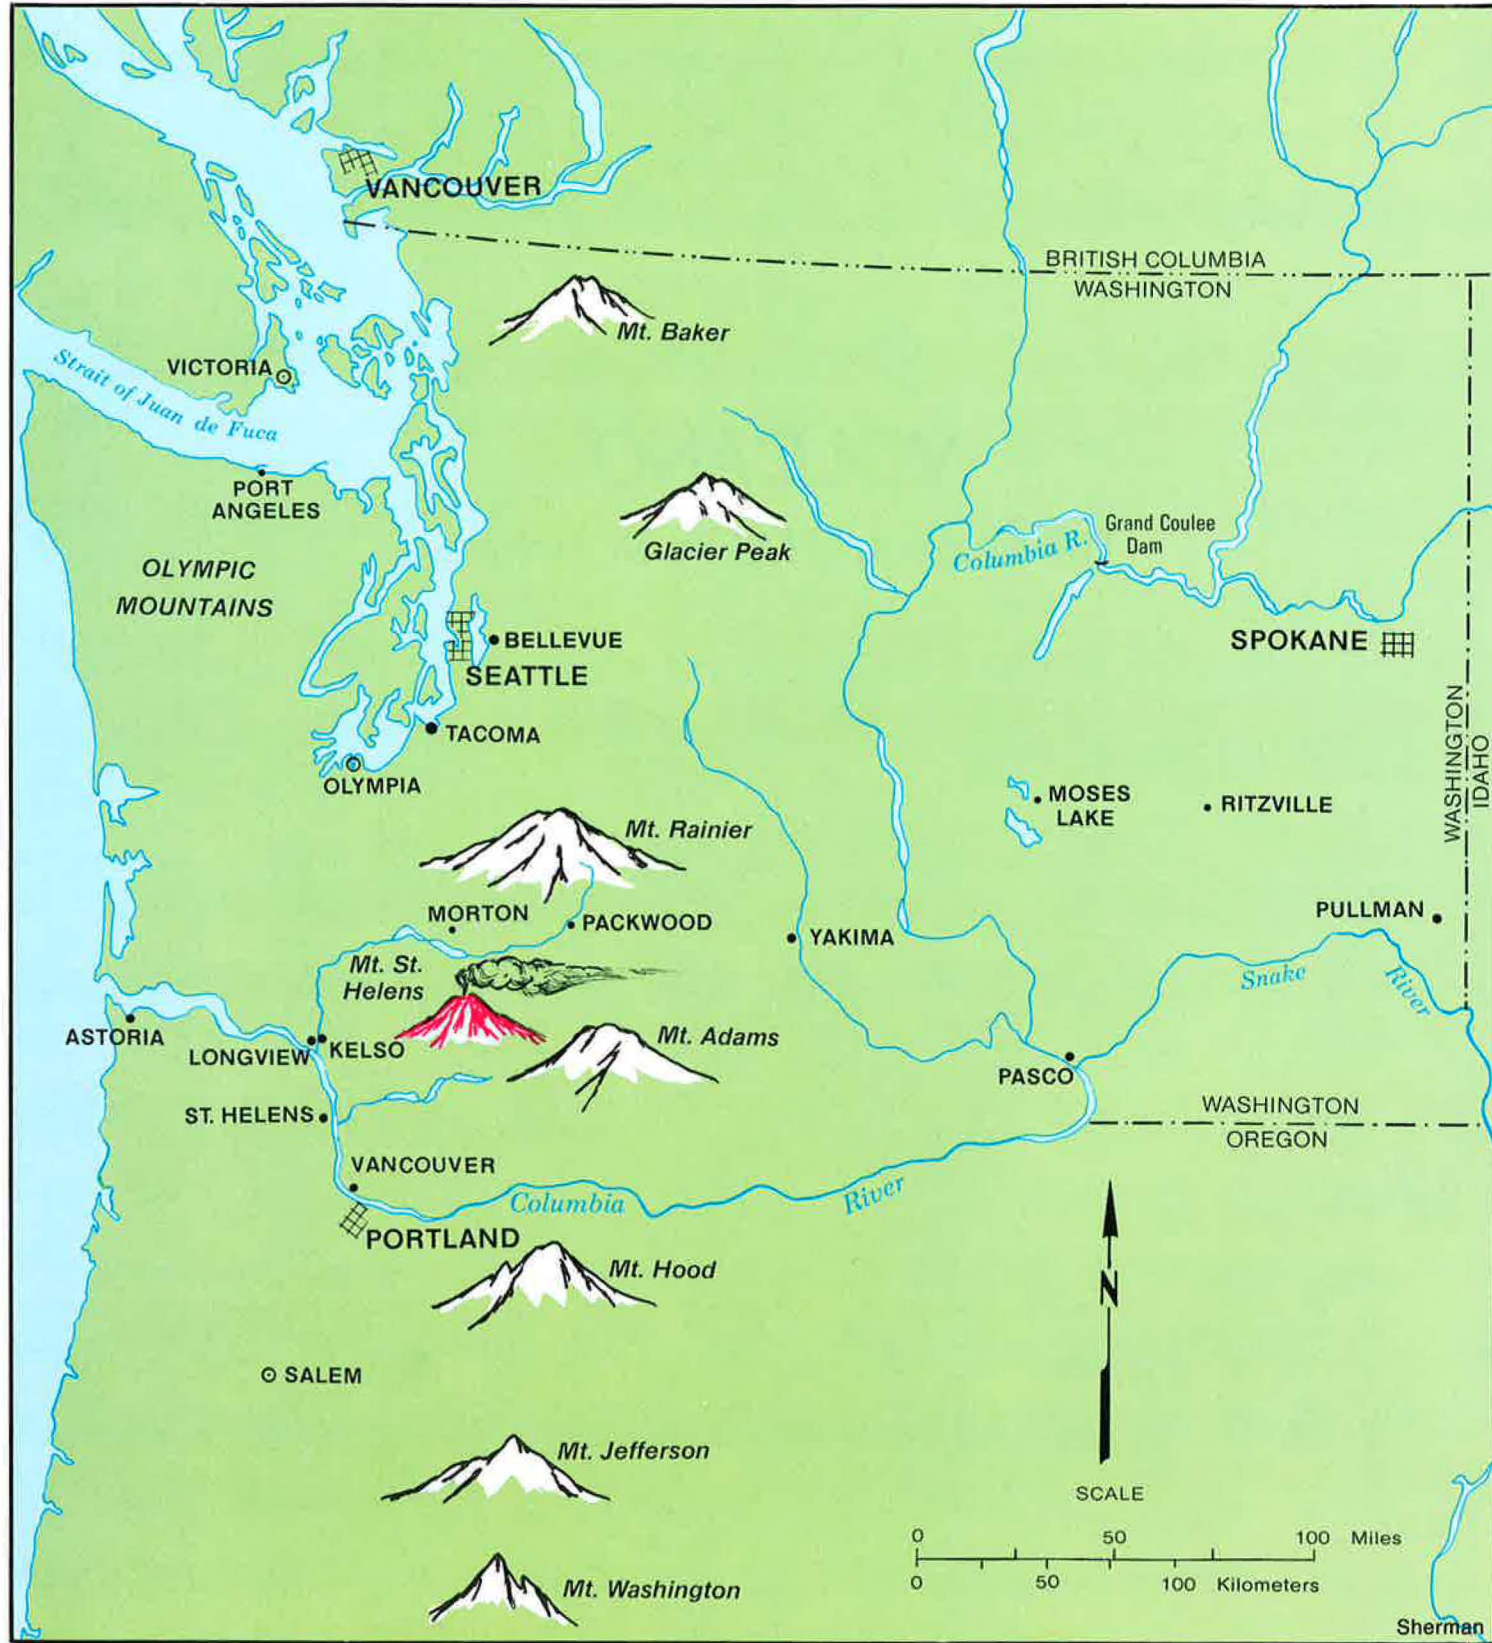 VANCOUVER
BRITISH COLUMBIA
WASHINGTON
Mt. Baker
VICTORIA
Strait of Juan de Fuca
PORT
ANGELES
Glacier Peak
Columbia R.
Grand Coulee
Dam
OLYMPIC
MOUNTAINS
BELLEVUE
SEATTLE
SPOKANE
WASHINGTON
IDAHO
TACOMA
OLYMPIA
MOSES
LAKE
RITZVILLE
Mt. Rainier
MORTON
PACKWOOD
YAKIMA
PULLMAN
Mt. St.
Helens
Snake River
ASTORIA
LONGVIEW
KELSO
Mt. Adams
PASCO
ST. HELENS
WASHINGTON
OREGON
VANCOUVER
Columbia River
PORTLAND
Mt. Hood
N
SALEM
Mt. Jefferson
SCALE
0 50 100 Miles
0 50 100 Kilometers
Mt. Washington
Sherman